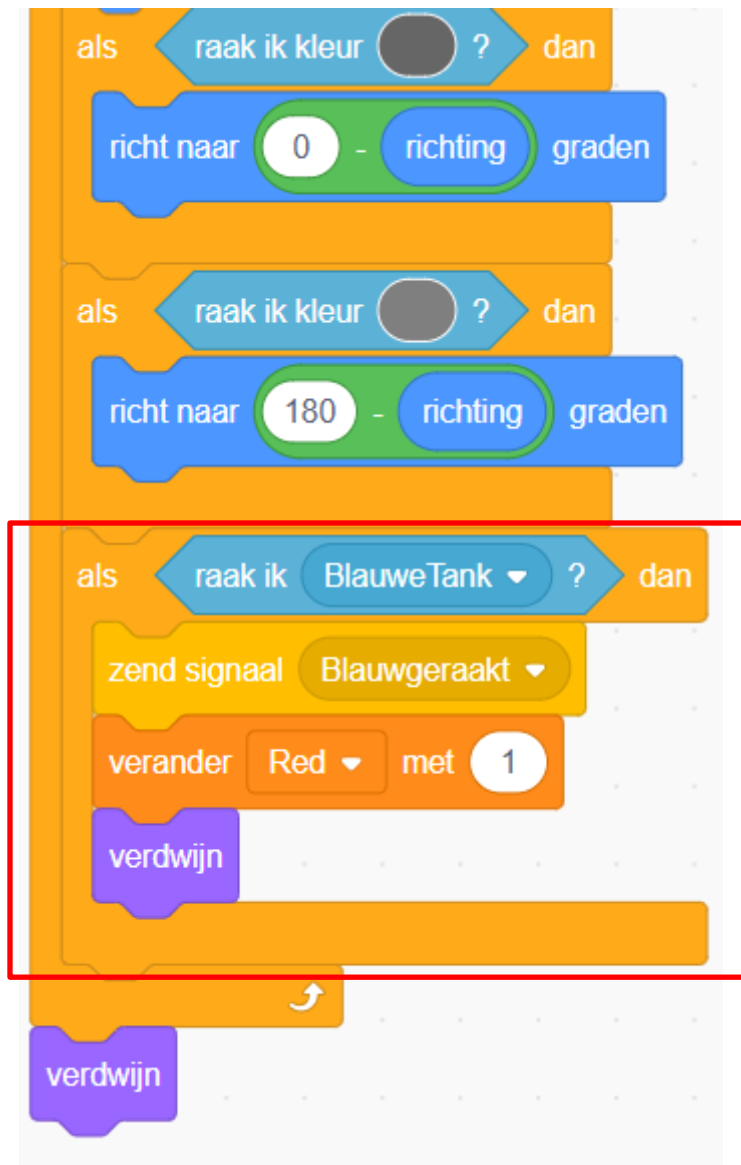 als raak ik kleur ? dan
richt naar 0 - richting graden
als raak ik kleur ? dan
richt naar 180 - richting graden
als raak ik BlauweTank ? dan
zend signaal Blauwgeraakt
verander Red met 1
verdwijn
verdwijn